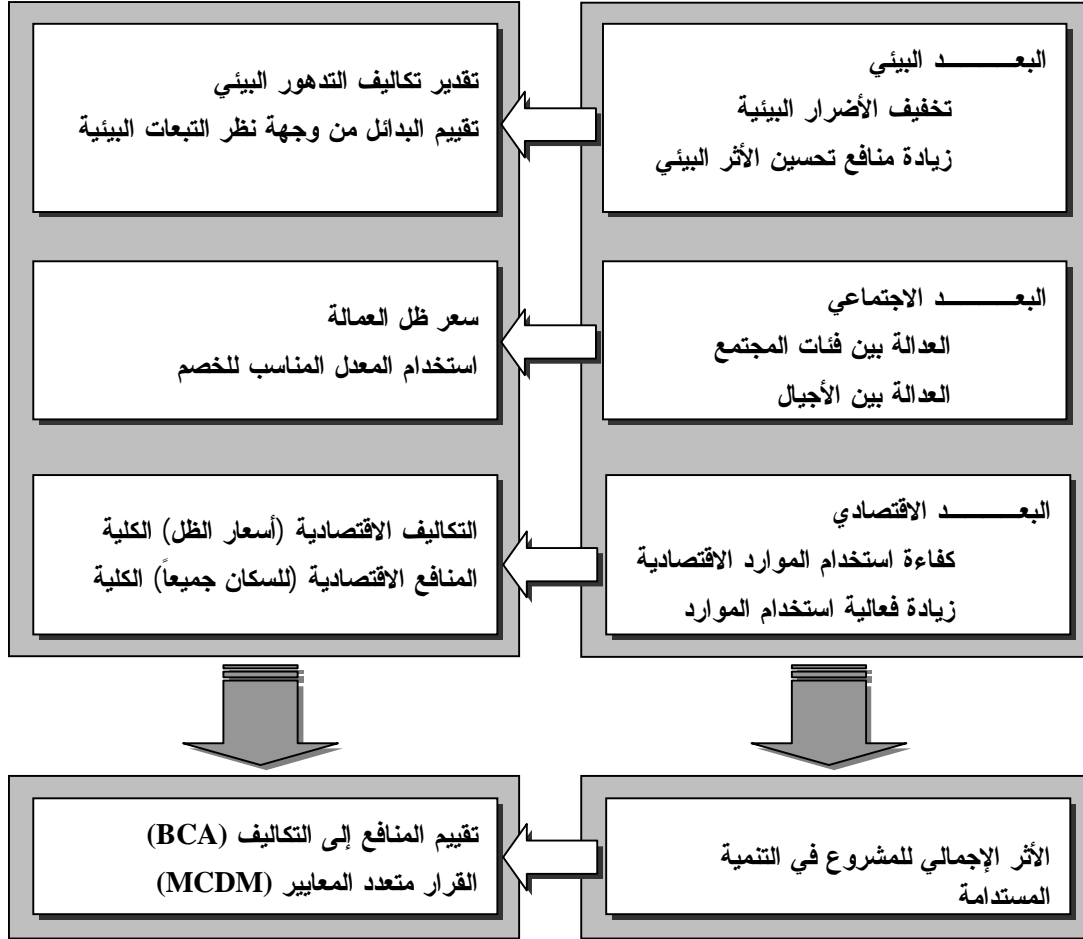 البعـــــــــد البيئي
تخفيف الأضرار البيئية
زيادة منافع تحسين الأثر البيئي
تقدير تكاليف التدهور البيئي
تقييم البدائل من وجهة نظر التبعات البيئية
البعـــــــــد الاجتماعي
العدالة بين فئات المجتمع
العدالة بين الأجيال
سعر ظل العمالة
استخدام المعدل المناسب للخصم
البعـــــــــد الاقتصادي
كفاءة استخدام الموارد الاقتصادية
زيادة فعالية استخدام الموارد
التكاليف الاقتصادية (أسعار الظل) الكلية
المنافع الاقتصادية (للسكان جميعاً) الكلية
الأثر الإجمالي للمشروع في التنمية
المستدامة
تقييم المنافع إلى التكاليف (BCA)
القرار متعدد المعايير (MCDM)